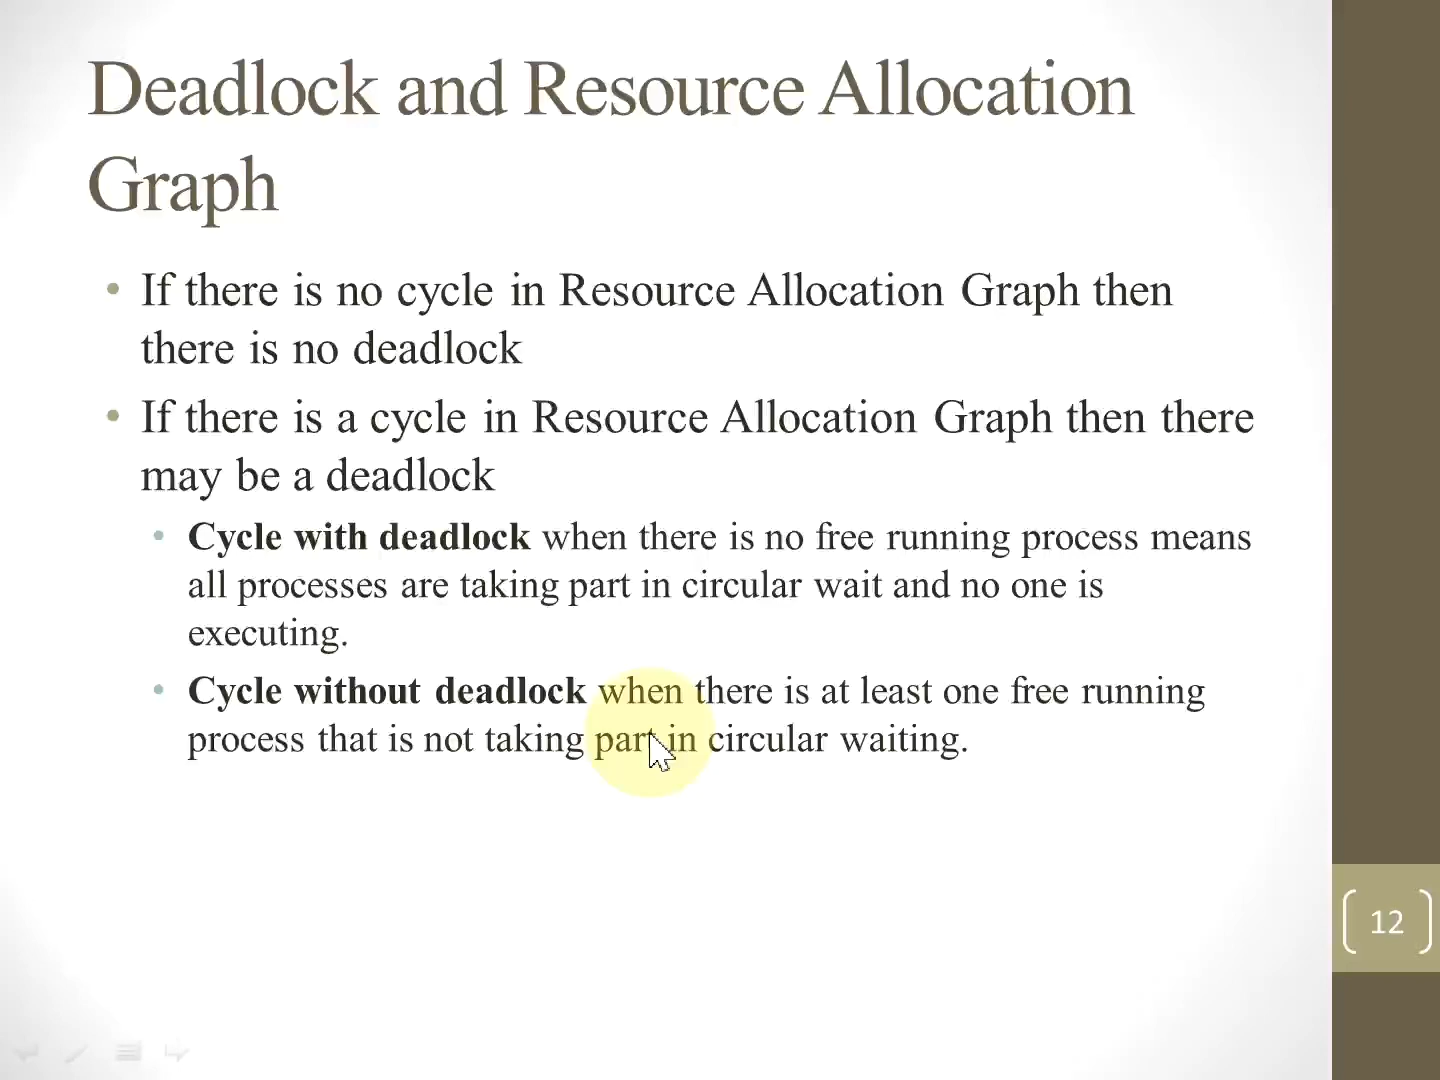 Deadlock and Resource Allocation
Graph
• If there is no cycle in Resource Allocation Graph then
there is no deadlock
• If there is a cycle in Resource Allocation Graph then there
may be a deadlock
• Cycle with deadlock when there is no free running process means
all processes are taking part in circular wait and no one is
executing.
• Cycle without deadlock when there is at least one free running
process that is not taking part in circular waiting.
12